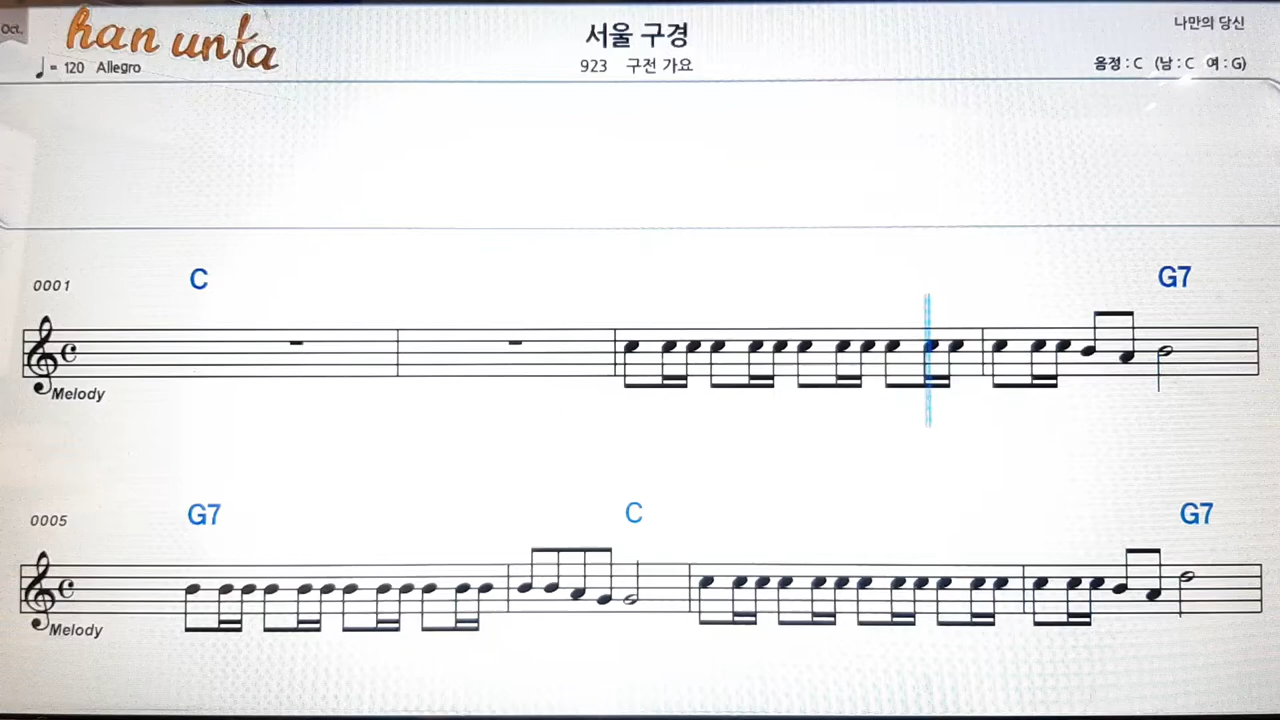 Oct.
han unfa
서울 구경
나만의 당신
♩ = 120 Allegro
923 구전 가요
음정 : C (남 : C 여 : G)
0001
C
G7
Melody
0005
G7
C
G7
Melody